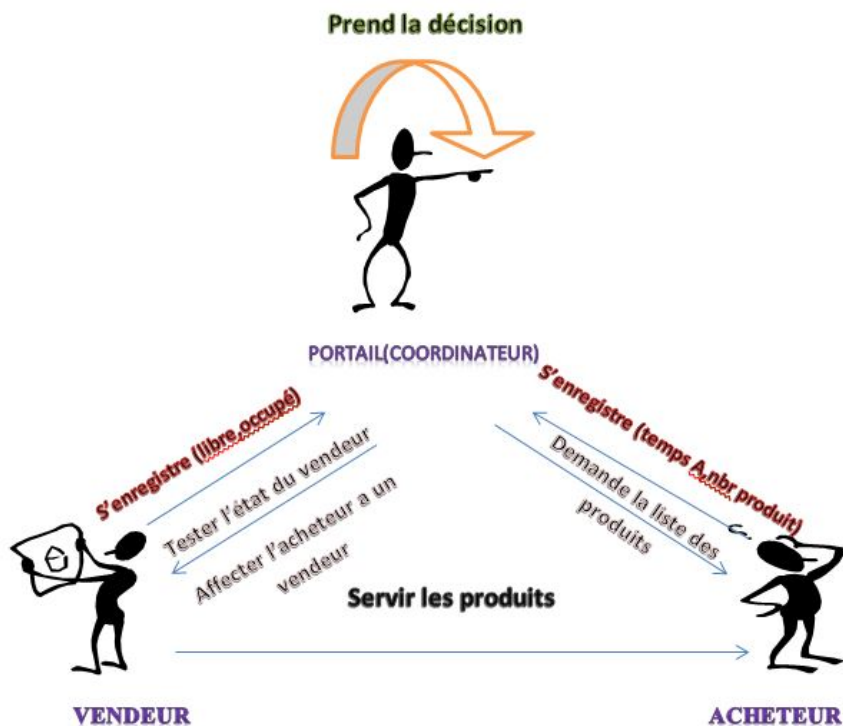 Prend la décision
PORTAIL(COORDINATEUR)
S'enregistre (libre,occupé)
Tester l'état du vendeur
Affecter l'acheteur a un
vendeur
S'enregistre (temps A,nbr produit)
Demande la liste des
produits
Servir les produits
VENDEUR
ACHETEUR